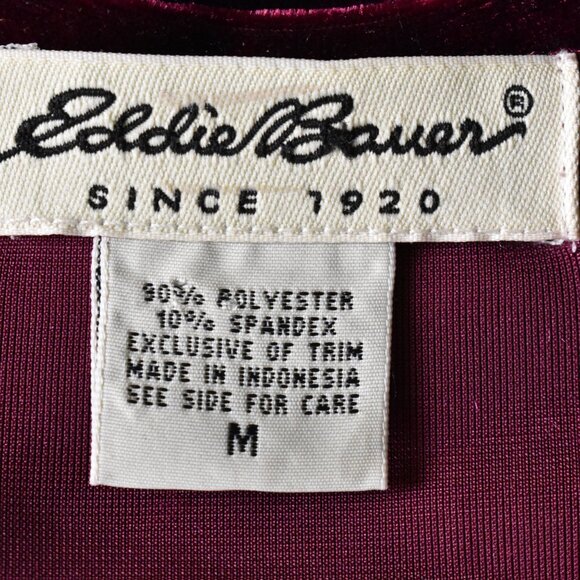 Eddie Bauer®
SINCE 1920
90% POLYESTER
10% SPANDEX
EXCLUSIVE OF TRIM
MADE IN INDONESIA
SEE SIDE FOR CARE
M